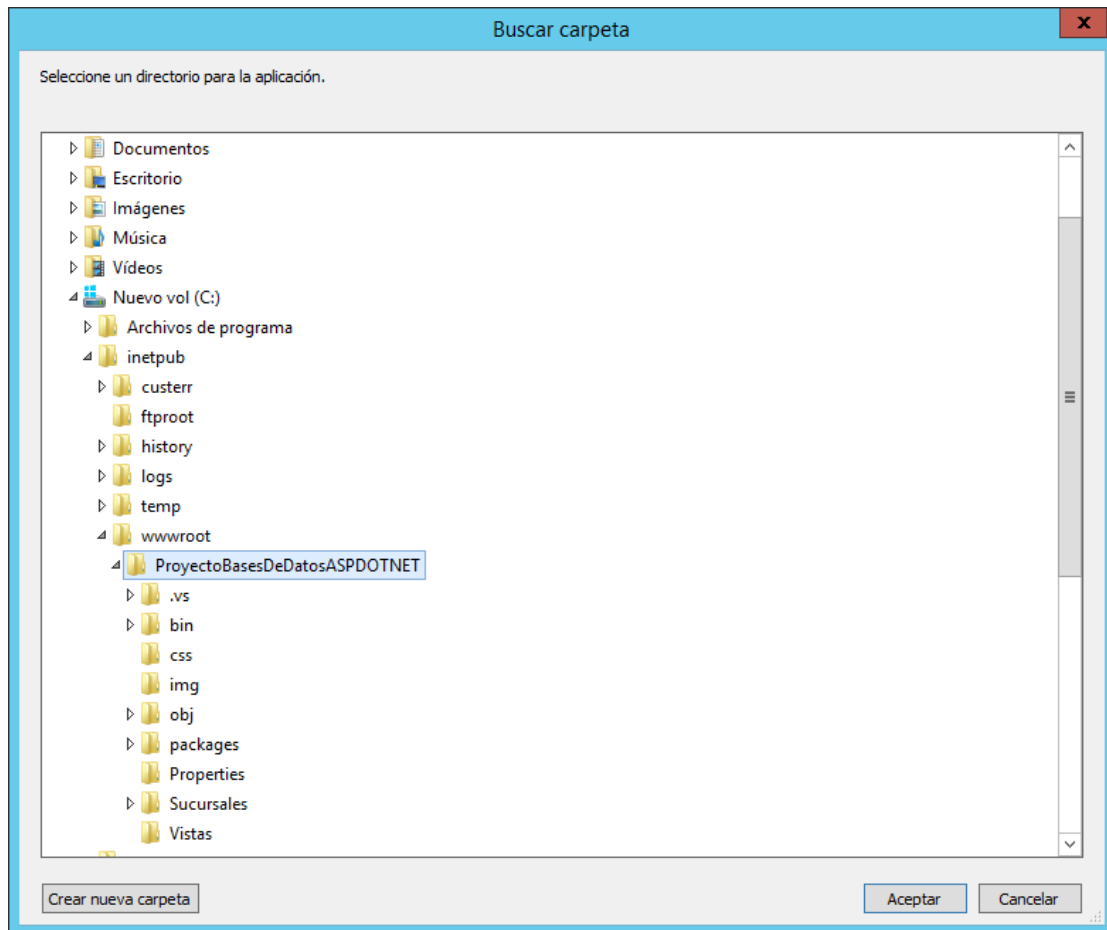 Buscar carpeta
x
Seleccione un directorio para la aplicación.
Documentos
Escritorio
Imágenes
Música
Vídeos
Nuevo vol (C:)
Archivos de programa
inetpub
custerr
ftproot
history
logs
temp
wwwroot
ProyectoBasesDeDatosASPDOTNET
.vs
bin
css
img
obj
packages
Properties
Sucursales
Vistas
Crear nueva carpeta
Aceptar
Cancelar